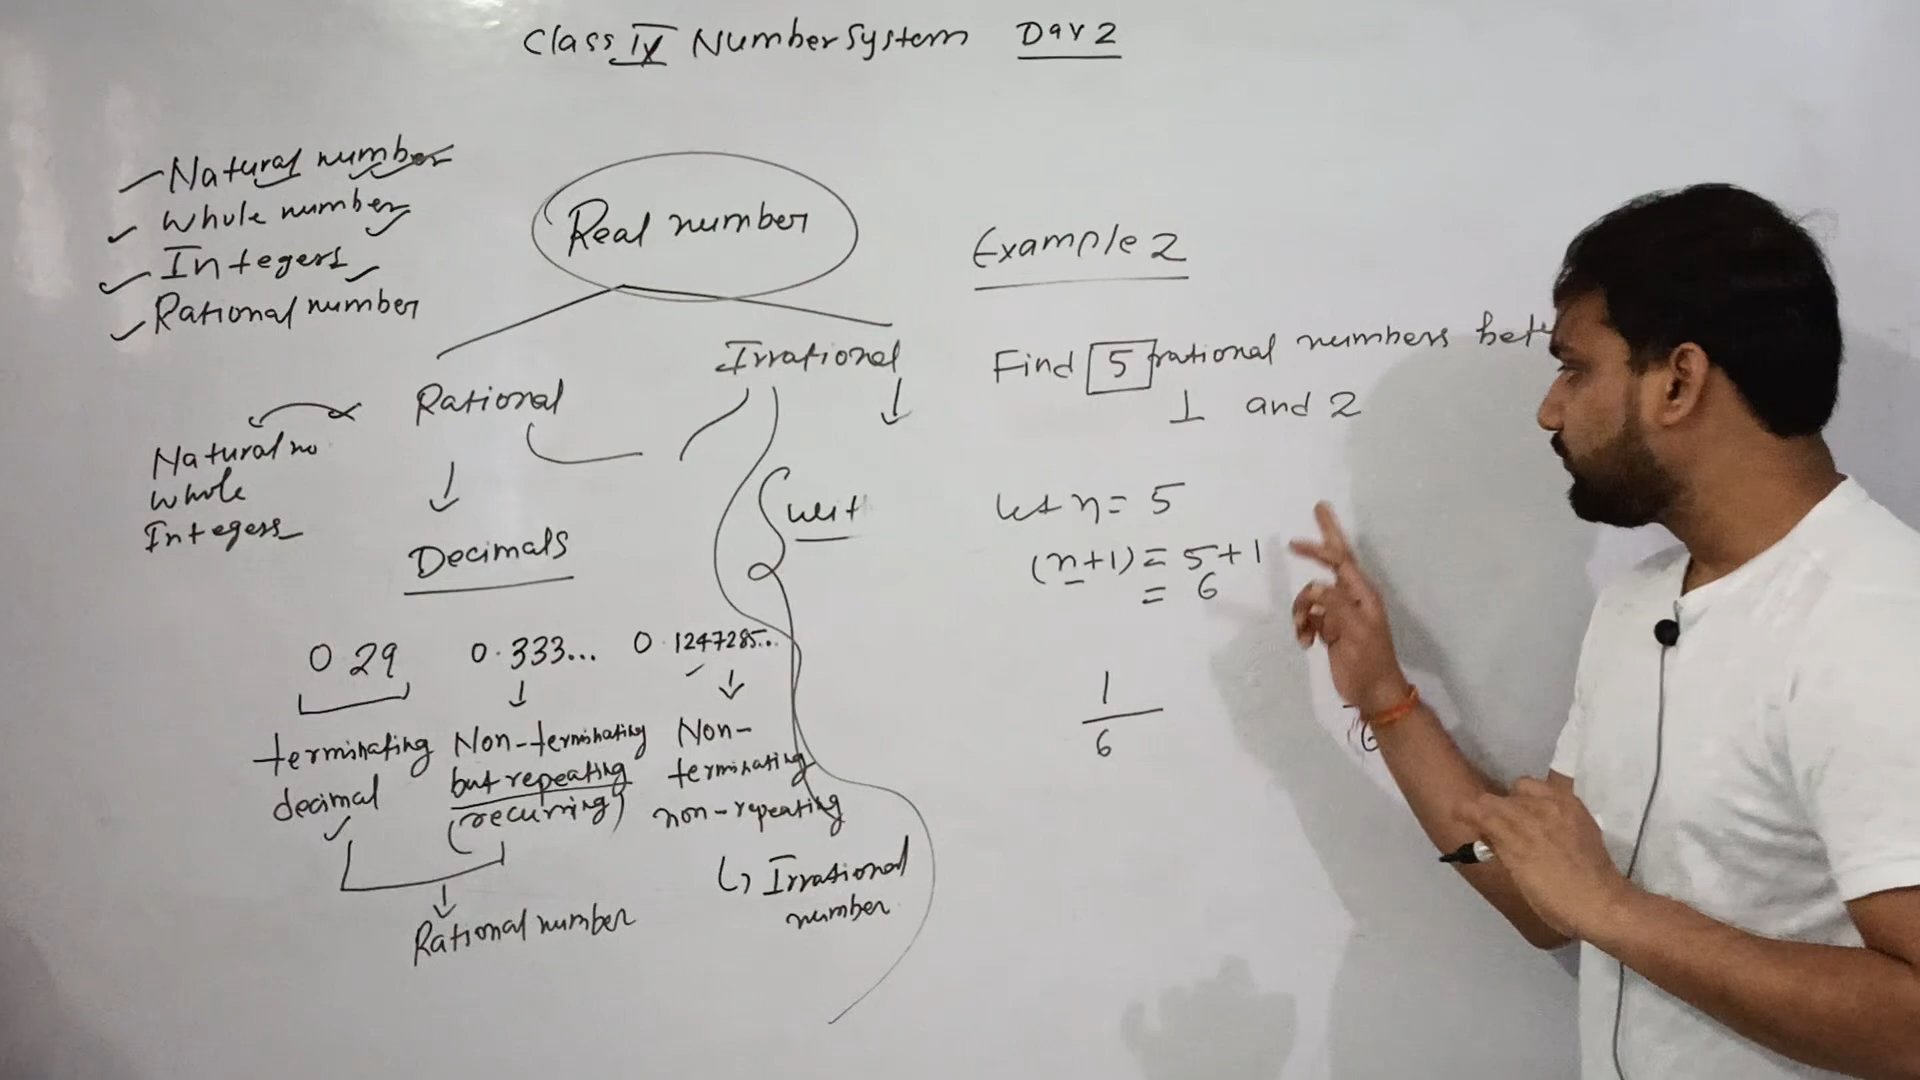 Class IX Number System Day 2
Natural number
Whole number
Integers
Rational number
Real number
Rational
Irrational
Natural no
Whole
Integers
Decimals
0.29
0.333...
0.1247285...
terminating
decimal
Non-terminating
but repeating
(recurring)
Non-
terminating
non-repeating
Rational number
Irrational
number
Example 2
Find 5 rational numbers bet
1 and 2
let n = 5
(n+1) = 5+1
= 6
1
6
6